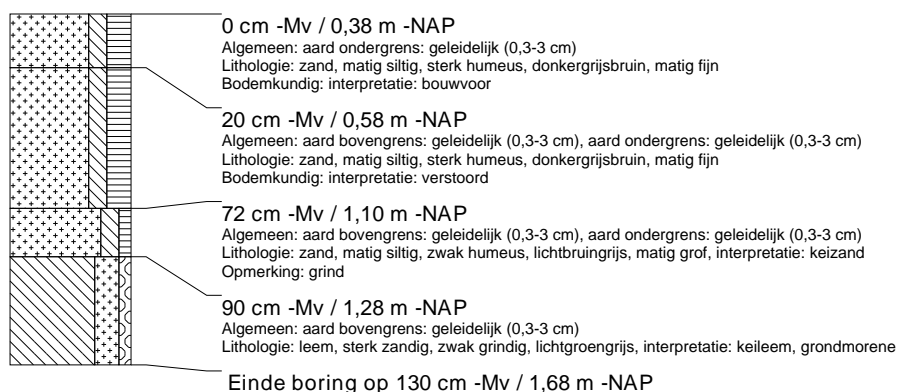 0 cm -Mv / 0,38 m -NAP
Algemeen: aard ondergrens: geleidelijk (0,3-3 cm)
Lithologie: zand, matig siltig, sterk humeus, donkergrijsbruin, matig fijn
Bodemkundig: interpretatie: bouwvoor
20 cm -Mv / 0,58 m -NAP
Algemeen: aard bovengrens: geleidelijk (0,3-3 cm), aard ondergrens: geleidelijk (0,3-3 cm)
Lithologie: zand, matig siltig, sterk humeus, donkergrijsbruin, matig fijn
Bodemkundig: interpretatie: verstoord
72 cm -Mv / 1,10 m -NAP
Algemeen: aard bovengrens: geleidelijk (0,3-3 cm), aard ondergrens: geleidelijk (0,3-3 cm)
Lithologie: zand, matig siltig, zwak humeus, lichtbruingrijs, matig grof, interpretatie: keizand
Opmerking: grind
90 cm -Mv / 1,28 m -NAP
Algemeen: aard bovengrens: geleidelijk (0,3-3 cm)
Lithologie: leem, sterk zandig, zwak grindig, lichtgroengrijs, interpretatie: keileem, grondmorene
Einde boring op 130 cm -Mv / 1,68 m -NAP